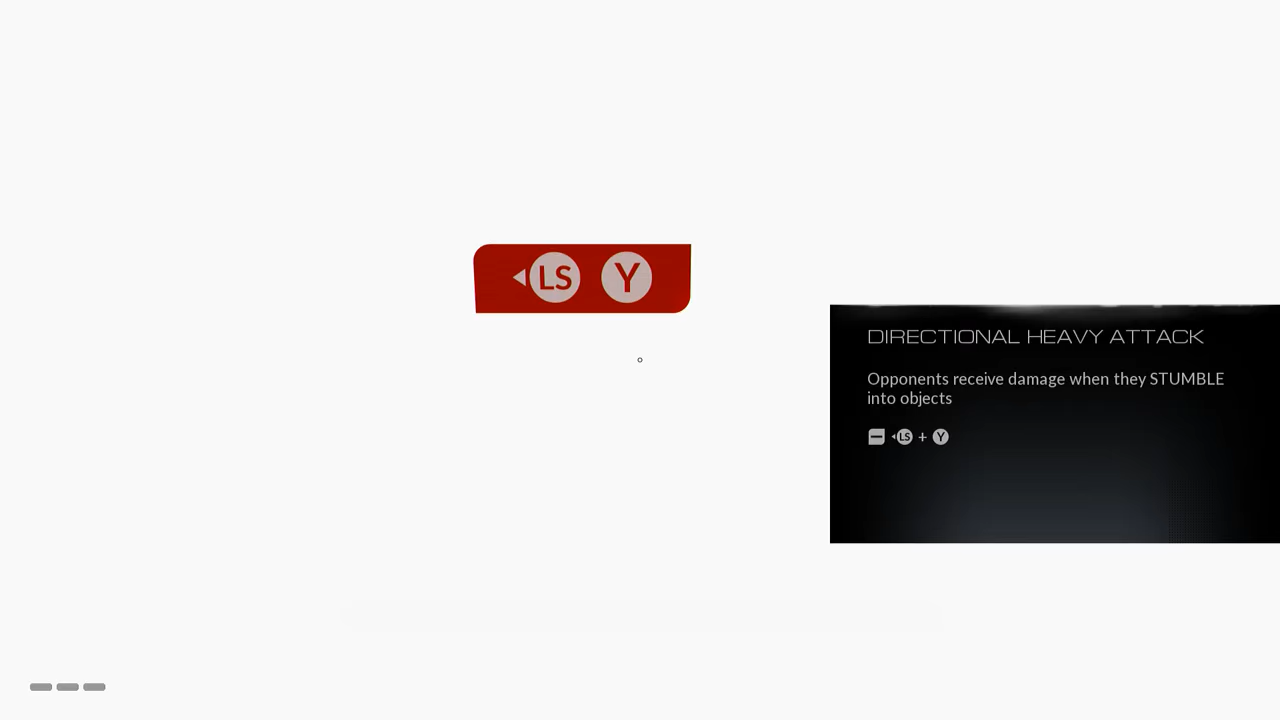 LS Y
DIRECTIONAL HEAVY ATTACK
Opponents receive damage when they STUMBLE
into objects
LS + Y